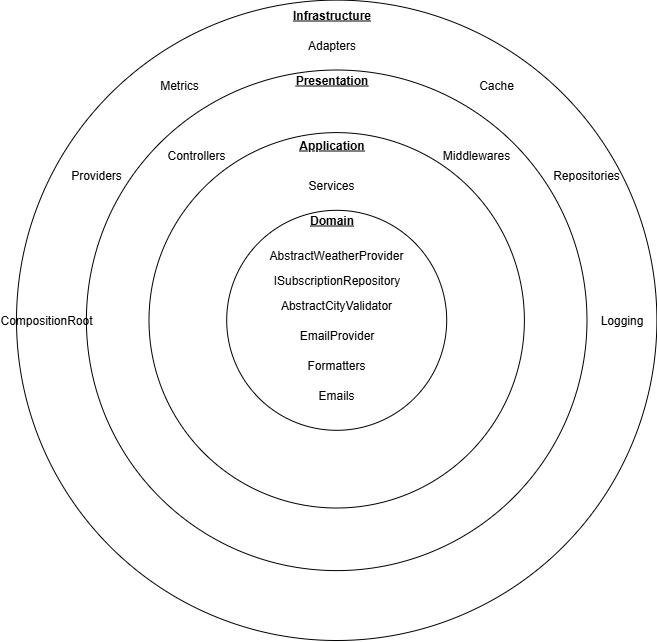 Infrastructure
Adapters
Metrics
Cache
Presentation
Providers
Controllers
Application
Middlewares
Repositories
Services
Domain
AbstractWeatherProvider
ISubscriptionRepository
AbstractCityValidator
CompositionRoot
Logging
EmailProvider
Formatters
Emails